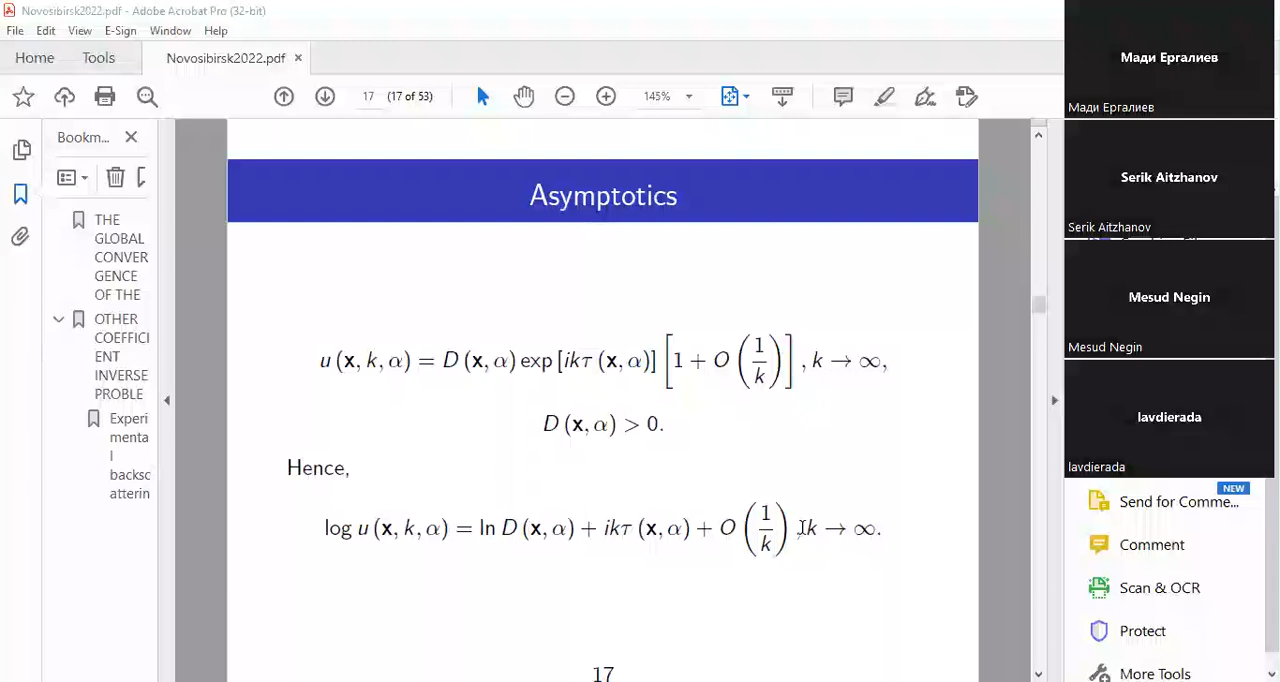 Novosibirsk2022.pdf - Adobe Acrobat Pro (32-bit)
File Edit View E-Sign Window Help
Home Tools Novosibirsk2022.pdf ×
17 (17 of 53) 145%
Bookm...
THE
GLOBAL
CONVER
GENCE
OF THE
OTHER
COEFFICI
ENT
INVERSE
PROBLE
Experi
menta
l
backsc
atterin
Asymptotics
u (x, k, α) = D (x, α) exp [ikτ (x, α)] [1 + O (1/k)] , k → ∞,
D (x, α) > 0.
Hence,
log u (x, k, α) = ln D (x, α) + ikτ (x, α) + O (1/k) , k → ∞.
17
Мади Ергалиев
Мади Ергалиев
Serik Aitzhanov
Serik Aitzhanov
Mesud Negin
Mesud Negin
lavdierada
lavdierada
NEW
Send for Comme...
Comment
Scan & OCR
Protect
More Tools